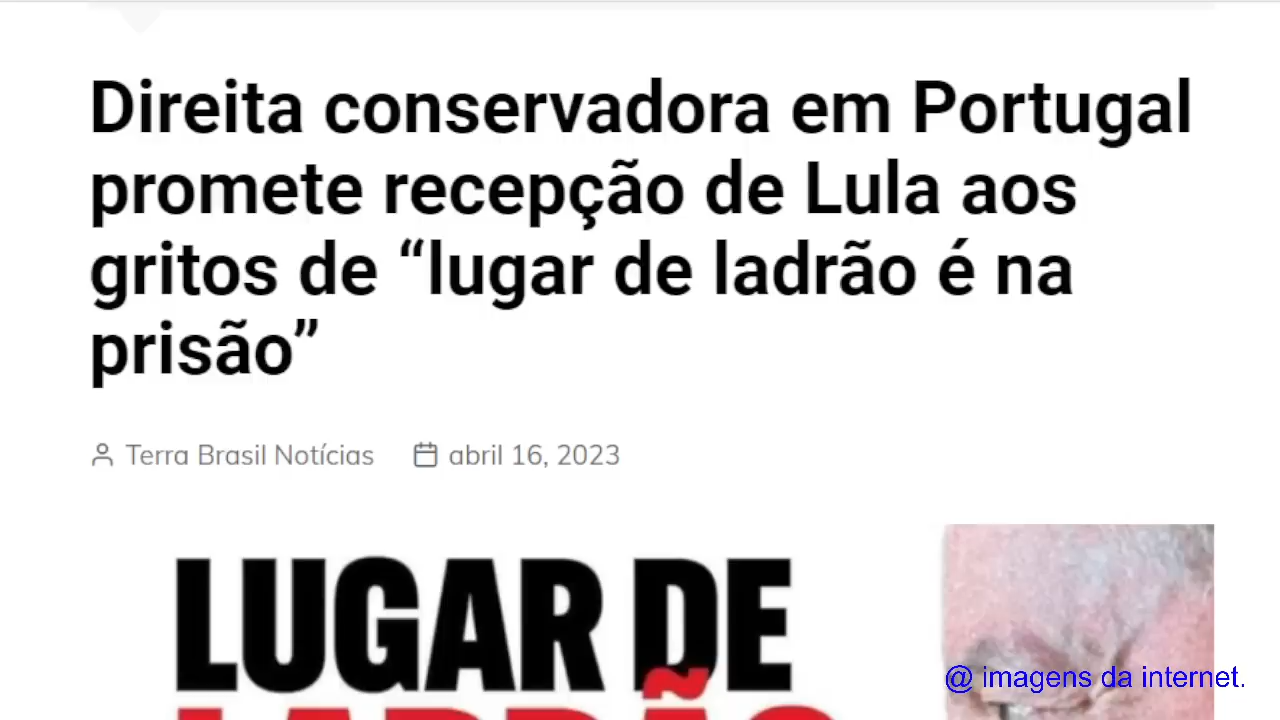 Direita conservadora em Portugal
promete recepção de Lula aos
gritos de “lugar de ladrão é na
prisão”
Terra Brasil Notícias abril 16, 2023
LUGAR DE
LADRÃO
@ imagens da internet.